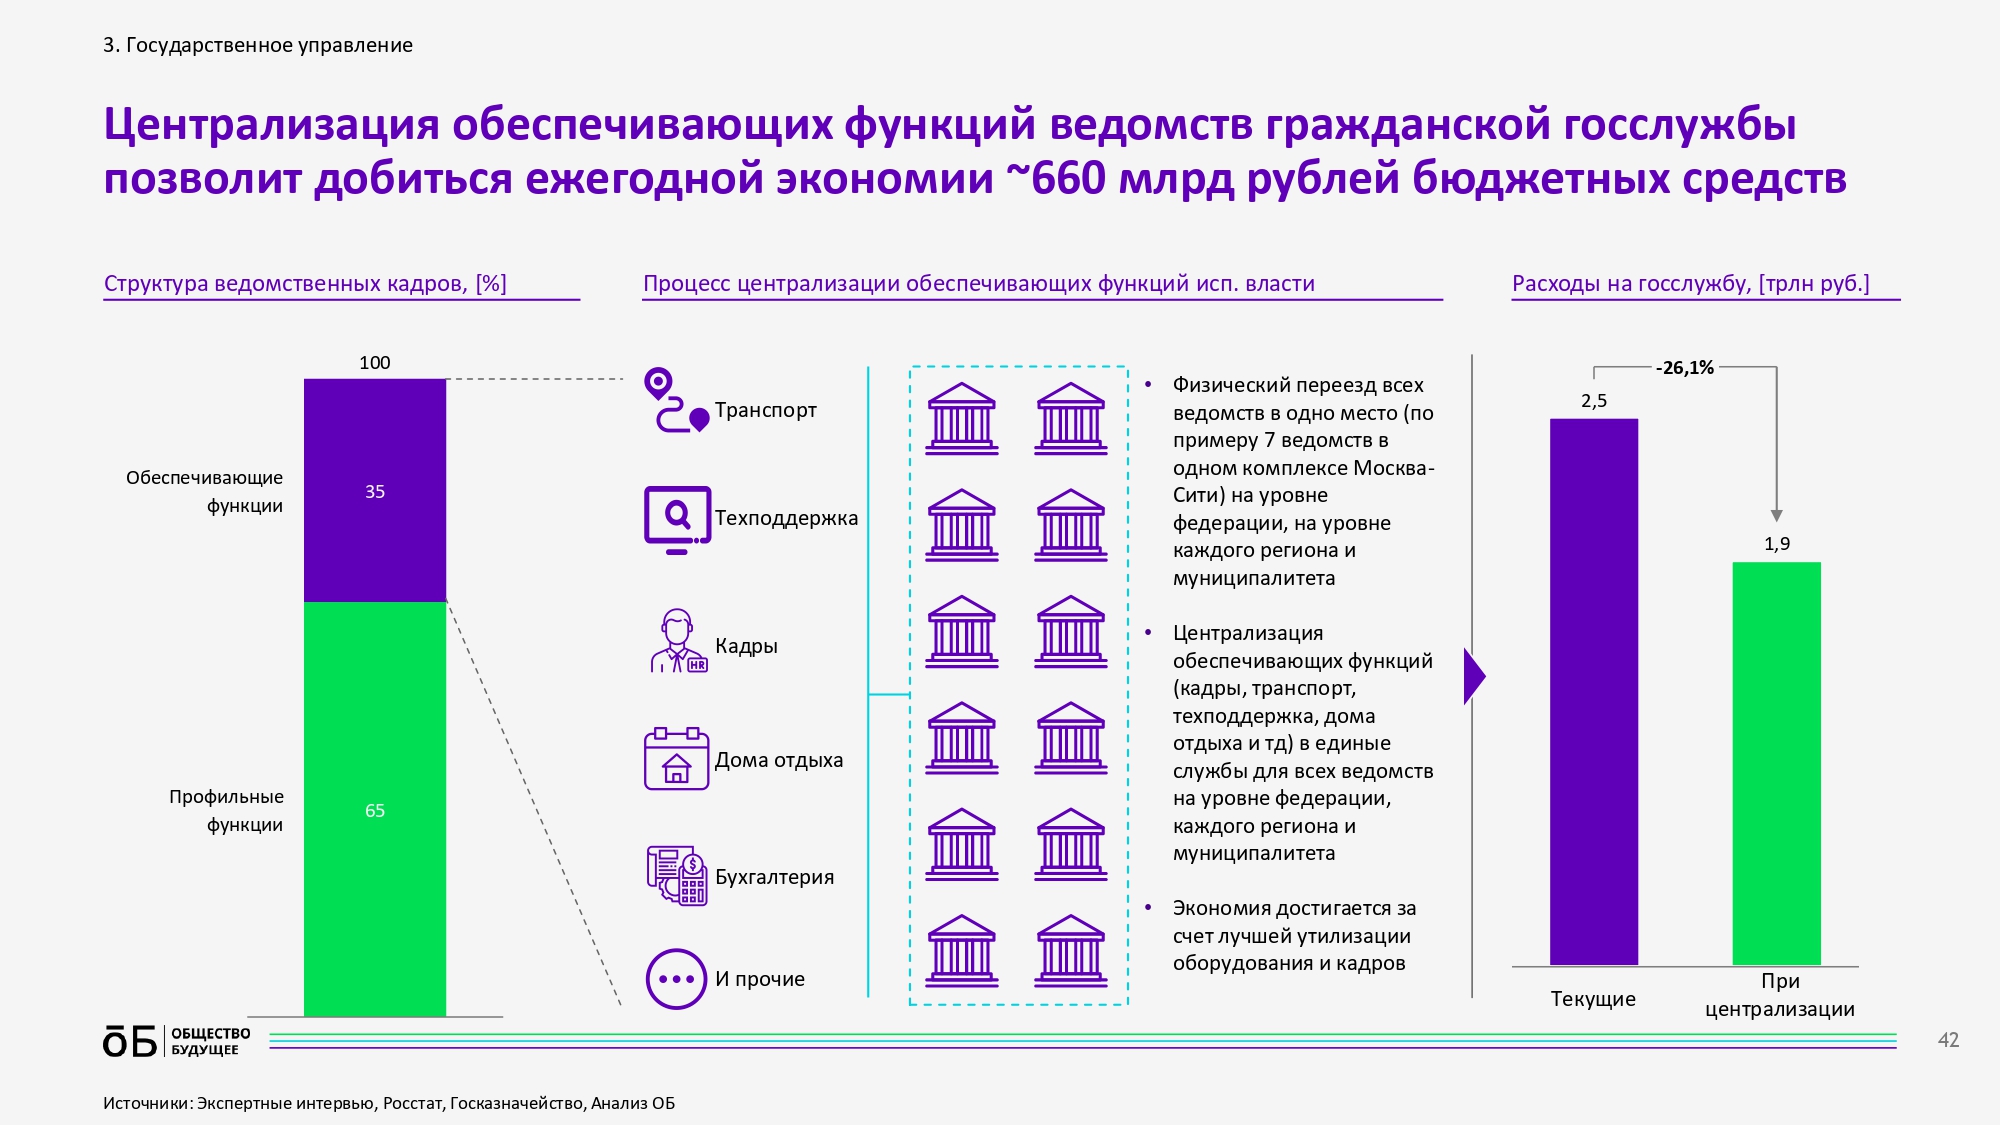 3. Государственное управление
Централизация обеспечивающих функций ведомств гражданской госслужбы
позволит добиться ежегодной экономии ~660 млрд рублей бюджетных средств
Структура ведомственных кадров, [%]
100
Обеспечивающие
функции
35
Профильные
функции
65
Процесс централизации обеспечивающих функций исп. власти
Транспорт
Техподдержка
HR
Кадры
Дома отдыха
$
Бухгалтерия
И прочие
• Физический переезд всех
ведомств в одно место (по
примеру 7 ведомств в
одном комплексе Москва-
Сити) на уровне
федерации, на уровне
каждого региона и
муниципалитета
• Централизация
обеспечивающих функций
(кадры, транспорт,
техподдержка, дома
отдыха и тд) в единые
службы для всех ведомств
на уровне федерации,
каждого региона и
муниципалитета
• Экономия достигается за
счет лучшей утилизации
оборудования и кадров
Расходы на госслужбу, [трлн руб.]
-26,1%
2,5
1,9
Текущие
При
централизации
ОБ
ОБЩЕСТВО
БУДУЩЕЕ
42
Источники: Экспертные интервью, Росстат, Госказначейство, Анализ ОБ